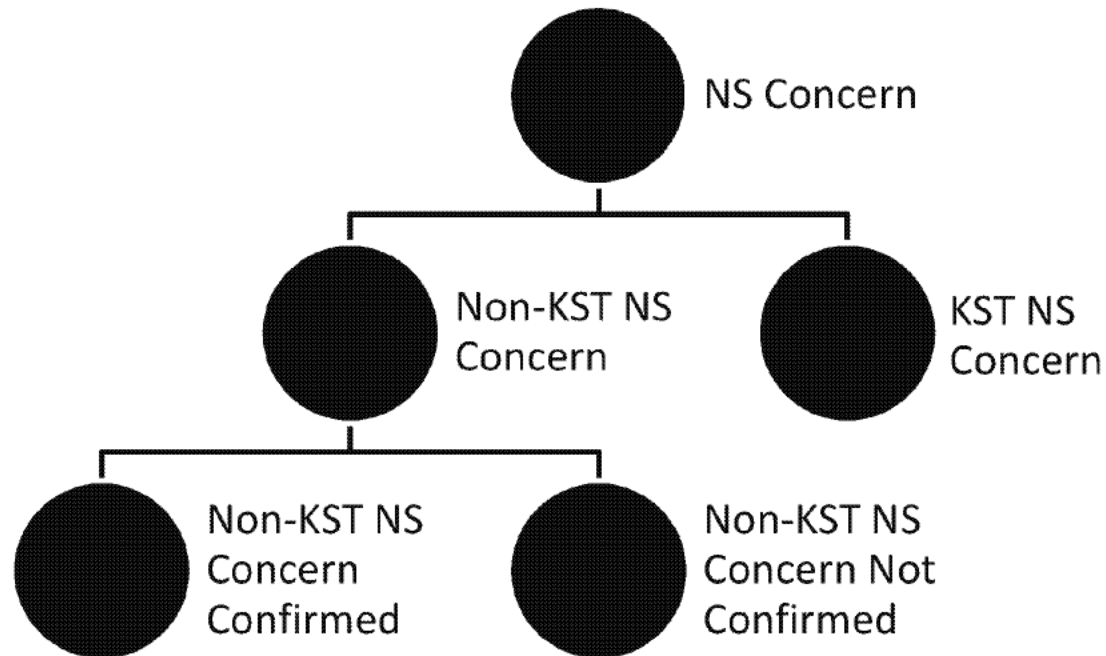 NS Concern
Non-KST NS
Concern
KST NS
Concern
Non-KST NS
Concern
Confirmed
Non-KST NS
Concern Not
Confirmed